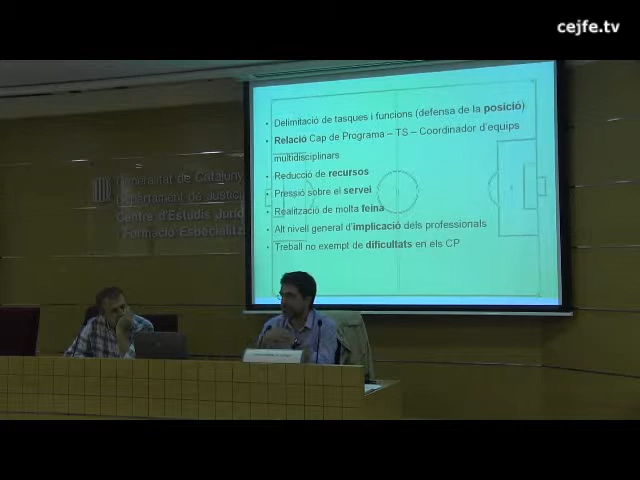 cejfe.tv
• Delimitació de tasques i funcions (defensa de la posició)
• Relació Cap de Programa – TS – Coordinador d'equips
multidisciplinars
• Reducció de recursos
• Pressió sobre el servei
• Realització de molta feina
• Alt nivell general d'implicació dels professionals
• Treball no exempt de dificultats en els CP
Generalitat de Catalunya
Departament de Justícia
Centre d'Estudis Jurí
i Formació Especialitz